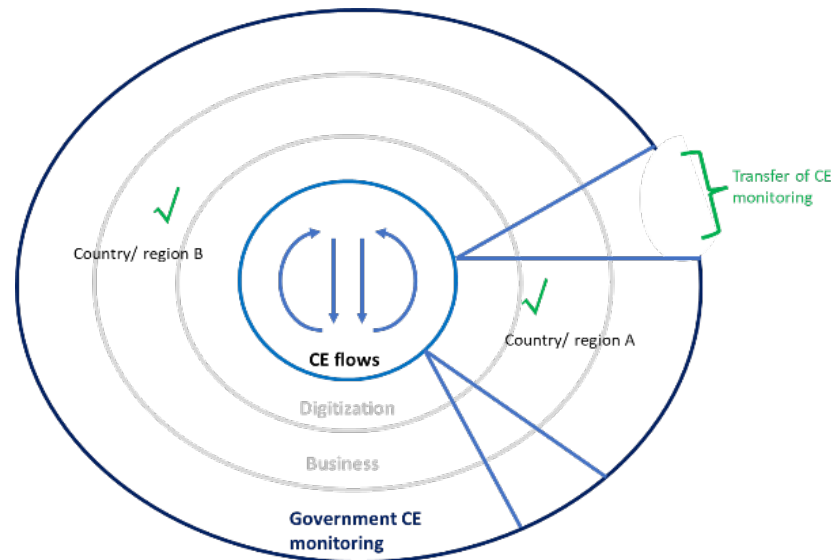 Transfer of CE
monitoring
Country/ region B
Country/ region A
CE flows
Digitization
Business
Government CE
monitoring